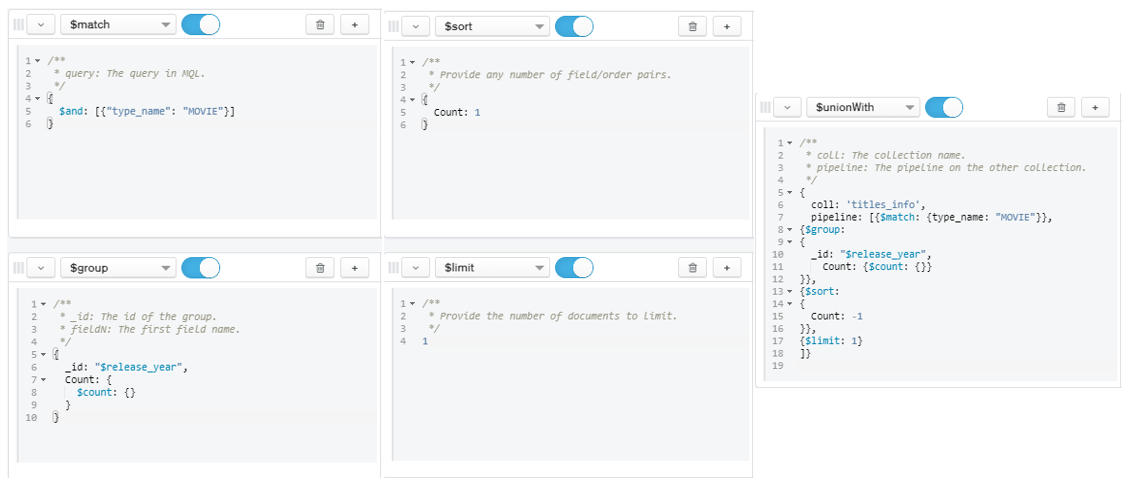 $match
+
1 /**
2 * query: The query in MQL.
3 */
4 {
5 $and: [{"type_name": "MOVIE"}]
6 }
$group
+
1 /**
2 * _id: The id of the group.
3 * fieldN: The first field name.
4 */
5 {
6 _id: "$release_year",
7 Count: {
8 $count: {}
9 }
10 }
$sort
+
1 /**
2 * Provide any number of field/order pairs.
3 */
4 {
5 Count: 1
6 }
$limit
+
1 /**
2 * Provide the number of documents to limit.
3 */
4 1
$unionWith
+
1 /**
2 * coll: The collection name.
3 * pipeline: The pipeline on the other collection.
4 */
5 {
6 coll: 'titles_info',
7 pipeline: [{$match: {type_name: "MOVIE"}},
8 {$group:
9 {
10 _id: "$release_year",
11 Count: {$count: {}}
12 }},
13 {$sort:
14 {
15 Count: -1
16 }},
17 {$limit: 1}
18 ]}
19